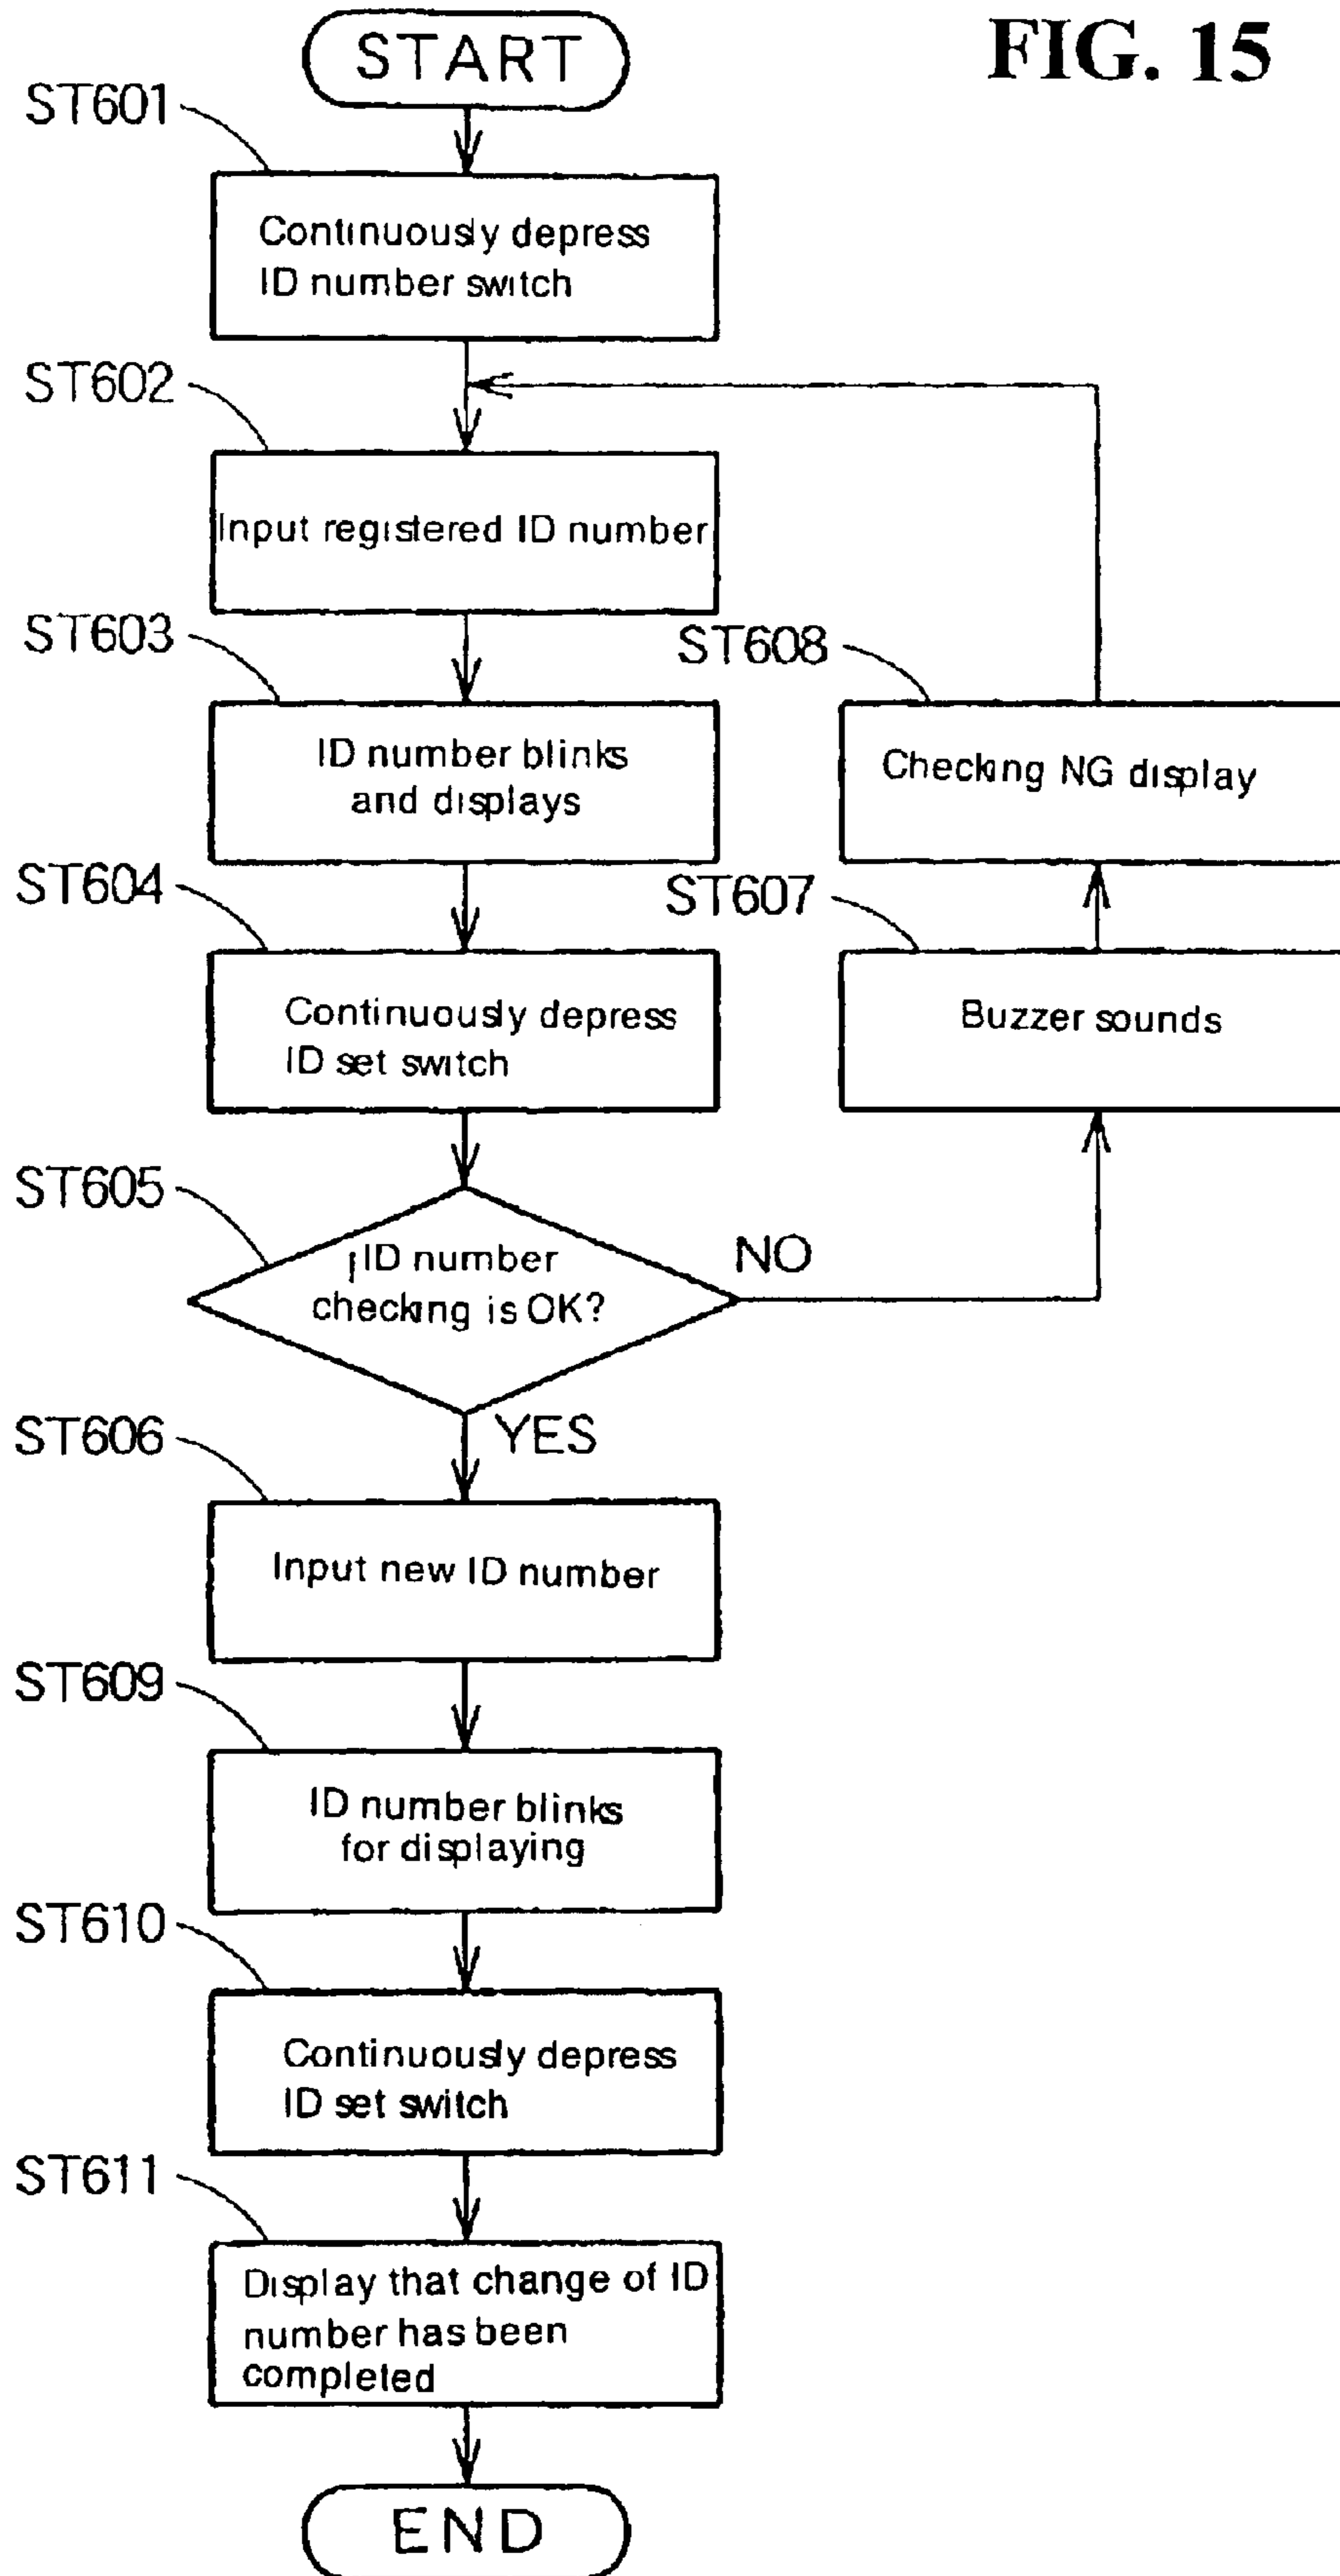 FIG. 15
START
ST601
Continuously depress
ID number switch
ST602
Input registered ID number
ST603
ID number blinks
and displays
ST608
Checking NG display
ST604
Continuously depress
ID set switch
ST607
Buzzer sounds
ST605
ID number
checking is OK?
NO
YES
ST606
Input new ID number
ST609
ID number blinks
for displaying
ST610
Continuously depress
ID set switch
ST611
Display that change of ID
number has been
completed
END